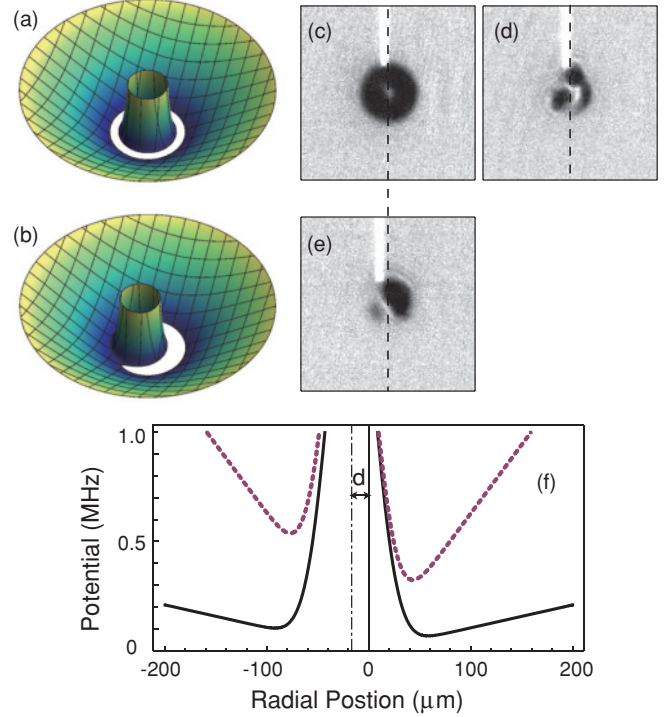 (a)
(c)
(d)
(b)
(e)
1.0
0.5
0
Potential (MHz)
d
(f)
-200
-100
0
100
200
Radial Postion (μm)